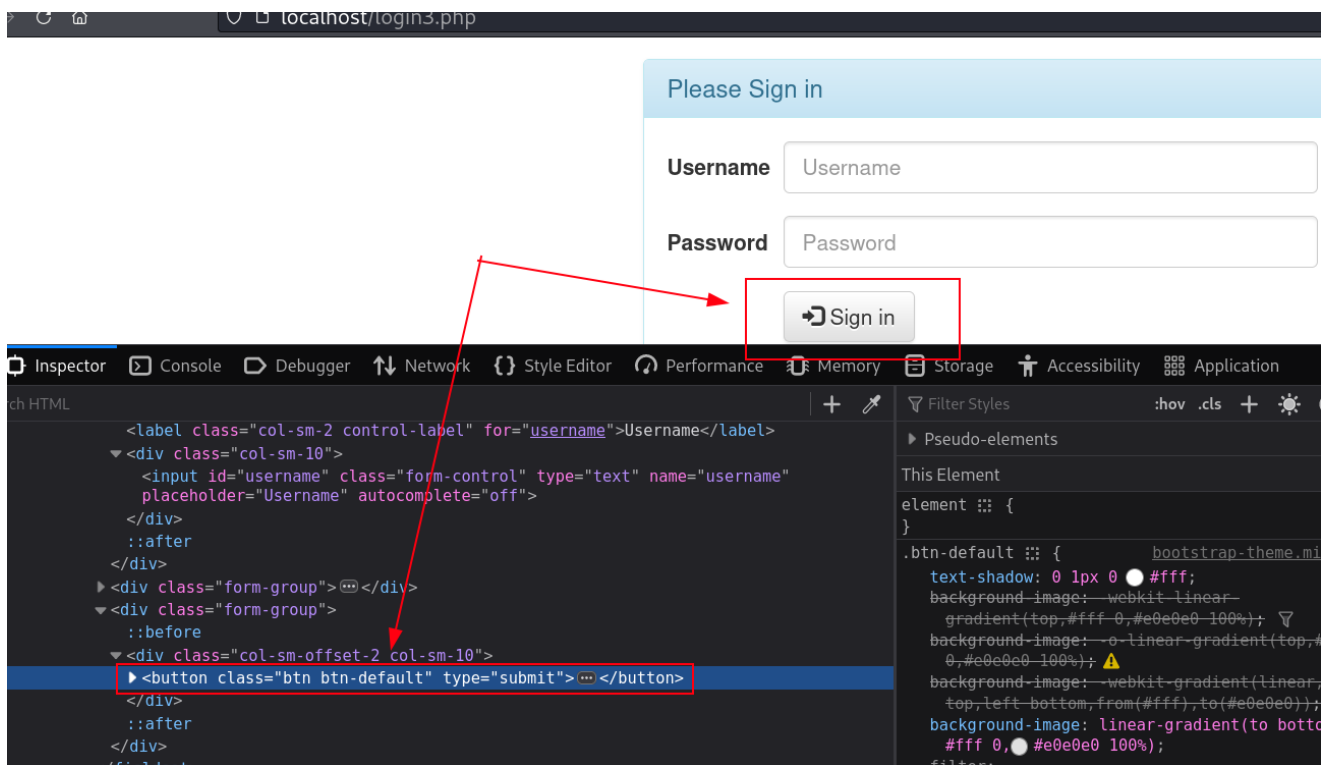 localhost/login3.php
Please Sign in
Username Username
Password Password
Sign in
Inspector Console Debugger Network {} Style Editor Performance Memory Storage Accessibility Application
HTML + Filter Styles :hov .cls +
<label class="col-sm-2 control-label" for="username">Username</label>
<div class="col-sm-10">
<input id="username" class="form-control" type="text" name="username"
placeholder="Username" autocomplete="off">
</div>
::after
</div>
<div class="form-group"></div>
<div class="form-group">
::before
<div class="col-sm-offset-2 col-sm-10">
<button class="btn btn-default" type="submit"></button>
</div>
::after
</div>
Pseudo-elements
This Element
element {
}
.btn-default { bootstrap-theme.mi
text-shadow: 0 1px 0 #fff;
background-image: -webkit-linear-
gradient(top,#fff 0,#e0e0e0 100%);
background-image: -o-linear-gradient(top,#
0,#e0e0e0 100%);
background-image: -webkit-gradient(linear,
top,left bottom,from(#fff),to(#e0e0e0));
background-image: linear-gradient(to botto
#fff 0, #e0e0e0 100%);